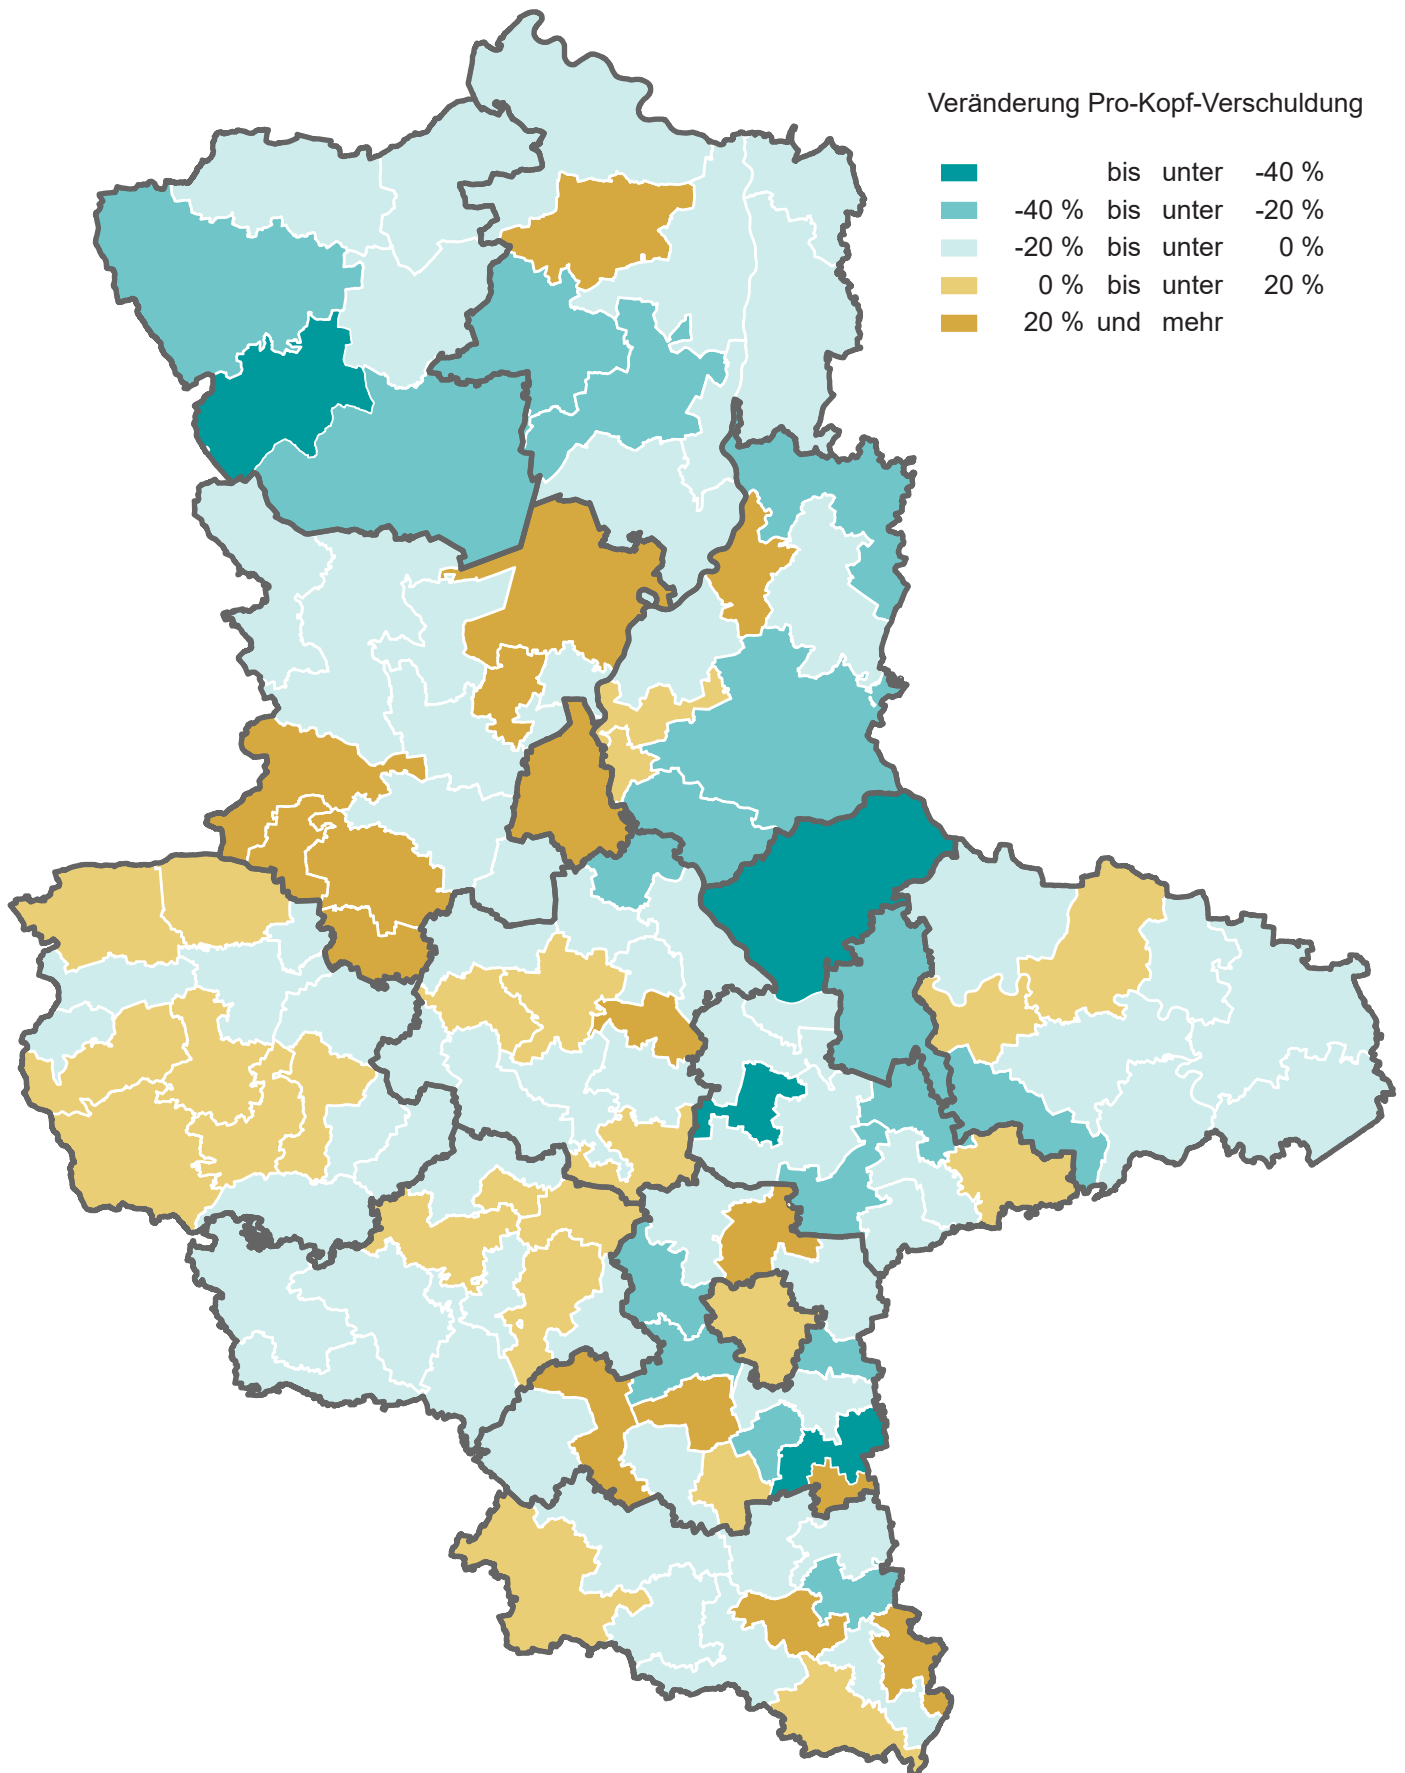 Veränderung Pro-Kopf-Verschuldung
bis unter -40 %
-40 % bis unter -20 %
-20 % bis unter 0 %
0 % bis unter 20 %
20 % und mehr